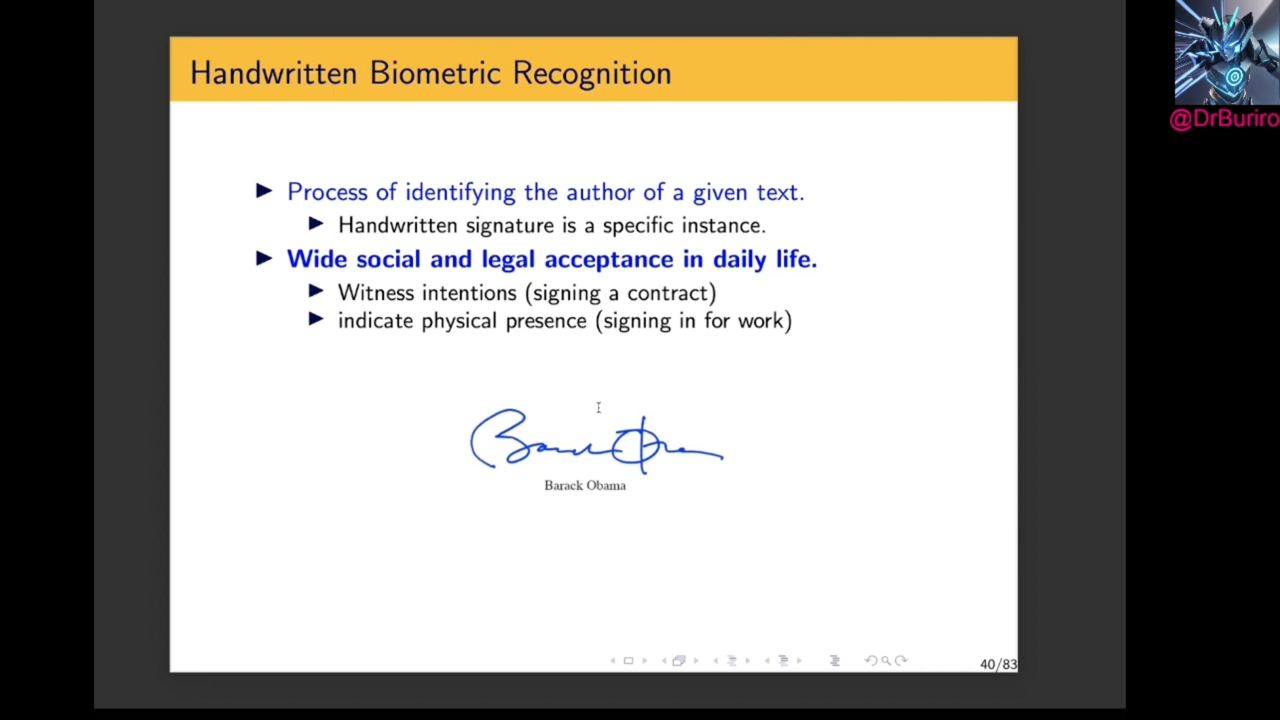 Handwritten Biometric Recognition
@DrBuriro
Process of identifying the author of a given text.
Handwritten signature is a specific instance.
Wide social and legal acceptance in daily life.
Witness intentions (signing a contract)
indicate physical presence (signing in for work)
Barack Obama
40/83